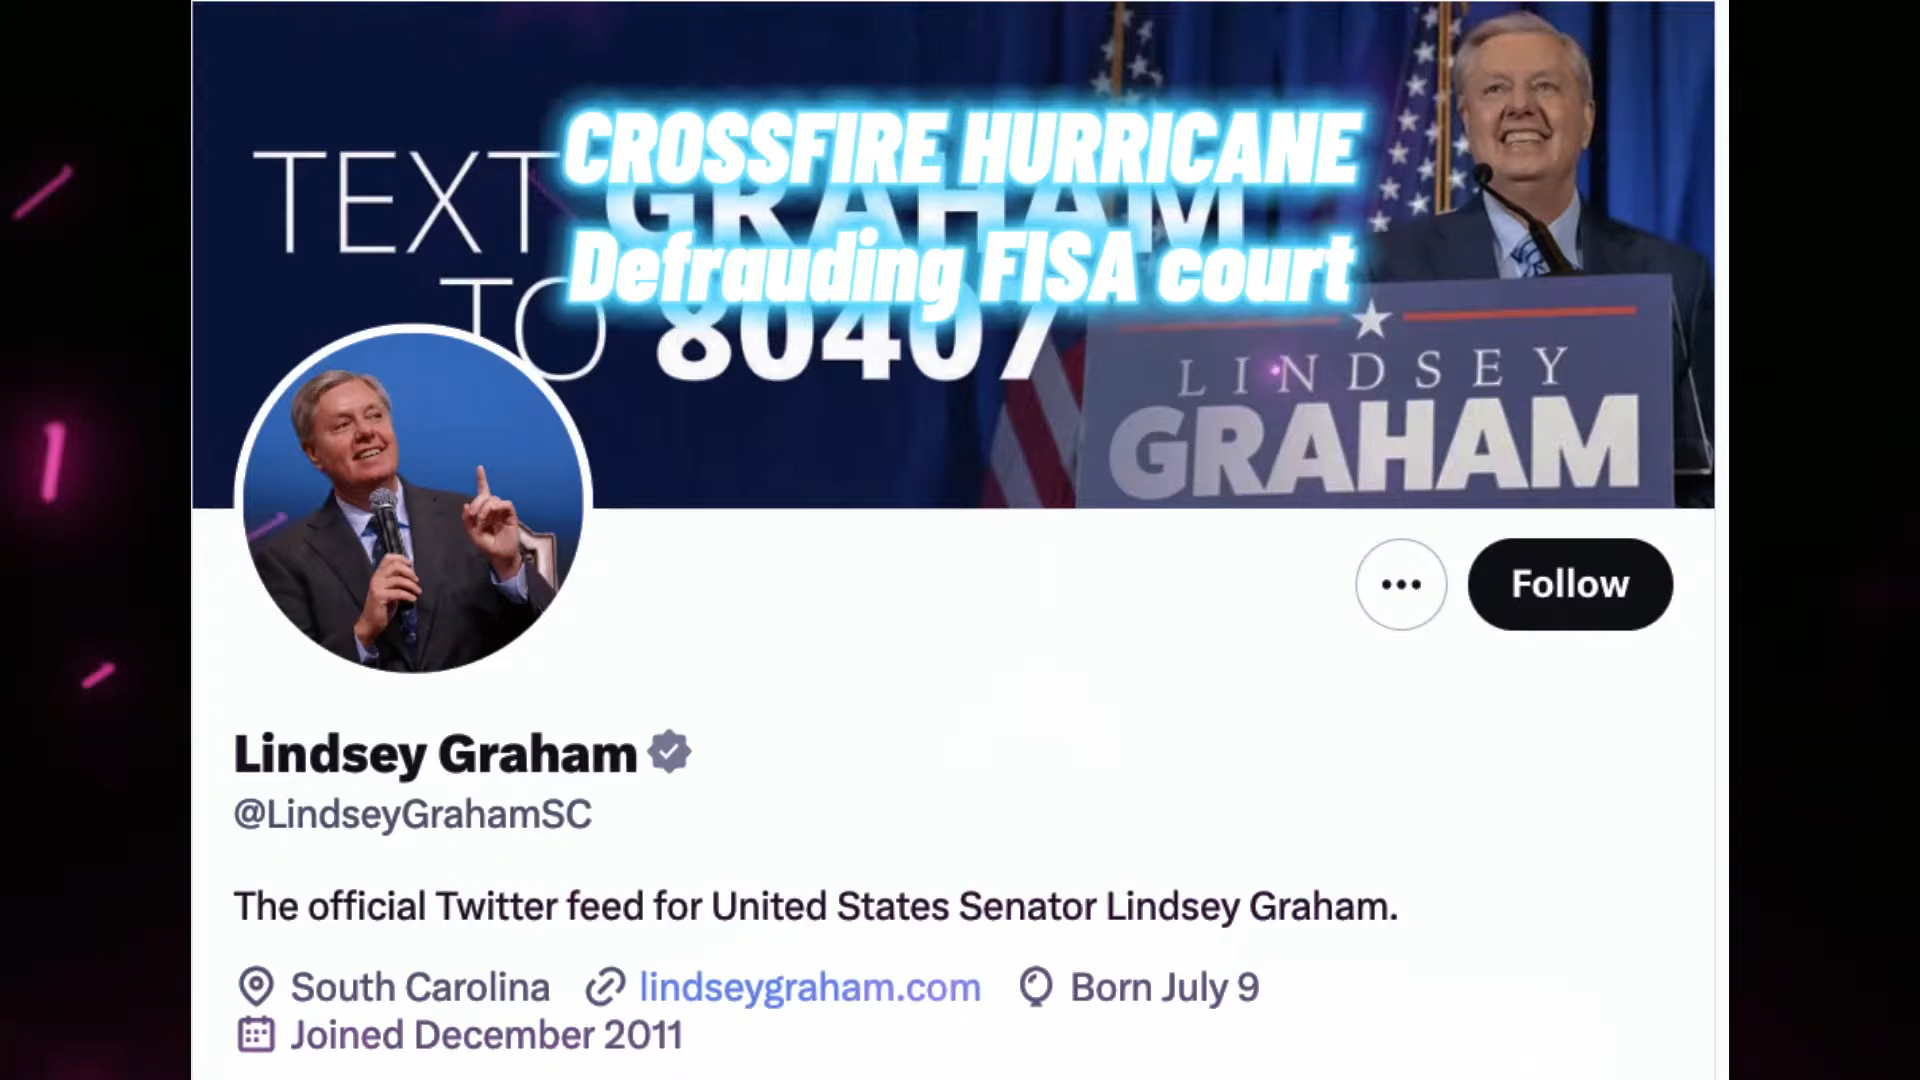 CROSSFIRE HURRICANE
Defrauding FISA court
TEXT GRAHAM
TO 80407
LINDSEY
GRAHAM
Follow
Lindsey Graham
@LindseyGrahamSC
The official Twitter feed for United States Senator Lindsey Graham.
South Carolina lindseygraham.com Born July 9
Joined December 2011